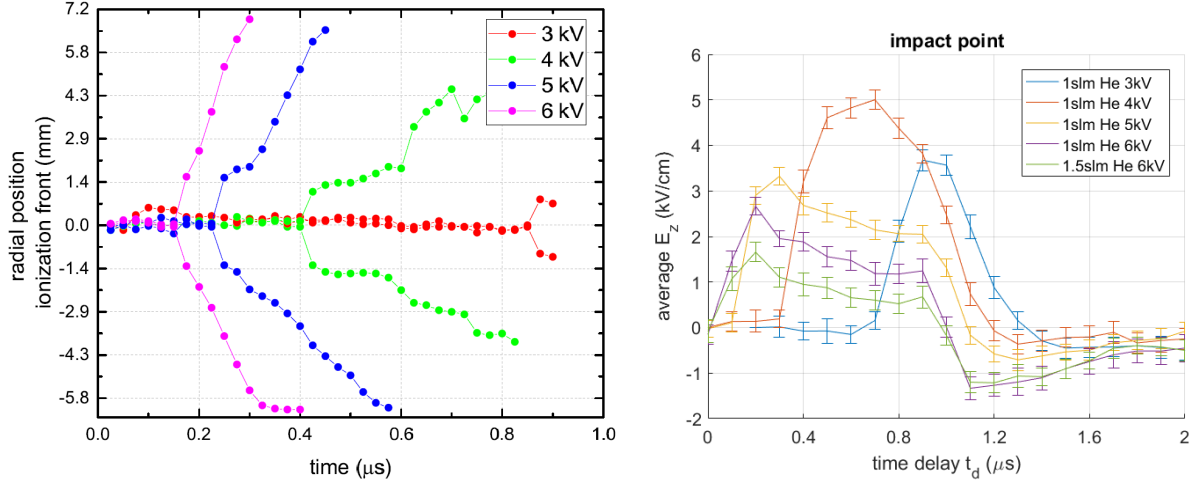 7.2
5.8
4.3
2.9
1.4
0.0
-1.4
-2.9
-4.3
-5.8
radial position
ionization front (mm)
0.0 0.2 0.4 0.6 0.8 1.0
time (μs)
3 kV
4 kV
5 kV
6 kV
impact point
6
5
4
3
2
1
0
-1
-2
average E_z (kV/cm)
0 0.4 0.8 1.2 1.6 2
time delay t_d (μs)
1slm He 3kV
1slm He 4kV
1slm He 5kV
1slm He 6kV
1.5slm He 6kV